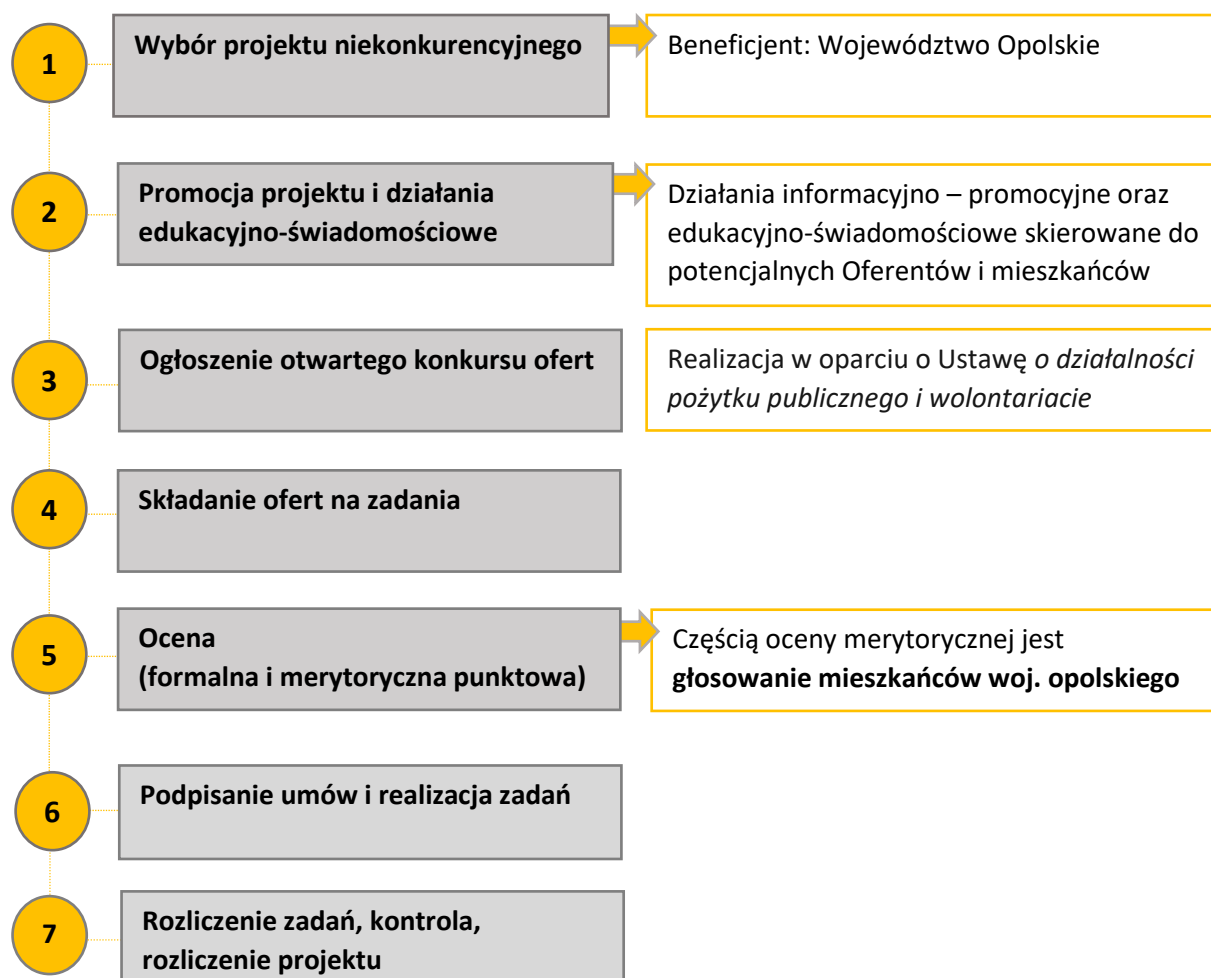 1
Wybór projektu niekonkurencyjnego
Beneficjent: Województwo Opolskie
2
Promocja projektu i działania
edukacyjno-świadomościowe
Działania informacyjno – promocyjne oraz
edukacyjno-świadomościowe skierowane do
potencjalnych Oferentów i mieszkańców
3
Ogłoszenie otwartego konkursu ofert
Realizacja w oparciu o Ustawę o działalności
pożytku publicznego i wolontariacie
4
Składanie ofert na zadania
5
Ocena
(formalna i merytoryczna punktowa)
Częścią oceny merytorycznej jest
głosowanie mieszkańców woj. opolskiego
6
Podpisanie umów i realizacja zadań
7
Rozliczenie zadań, kontrola,
rozliczenie projektu